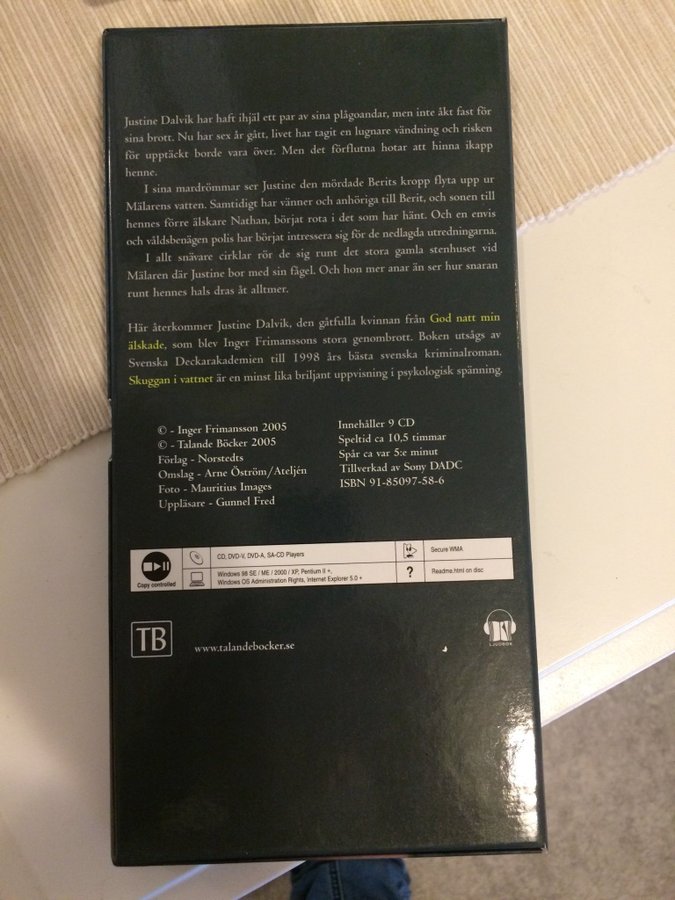 Justine Dalvik har haft ihjäl ett par av sina plågoandar, men inte åkt fast för
sina brott. Nu har sex år gått, livet har tagit en lugnare vändning och risken
för upptäckt borde vara över. Men det förflutna hotar att hinna ikapp
henne.
I sina mardrömmar ser Justine den mördade Berits kropp flyta upp ur
Mälarens vatten. Samtidigt har vänner och anhöriga till Berit, och sonen till
hennes förre älskare Nathan, börjat rota i det som har hänt. Och en envis
och våldsbenägen polis har börjat intressera sig för de nedlagda utredningarna.
I allt snävare cirklar rör de sig runt det stora gamla stenhuset vid
Mälaren där Justine bor med sin fågel. Och hon mer anar än ser hur snaran
runt hennes hals dras åt alltmer.
Här återkommer Justine Dalvik, den gåtfulla kvinnan från God natt min
älskade, som blev Inger Frimanssons stora genombrott. Boken utsågs av
Svenska Deckarakademien till 1998 års bästa svenska kriminalroman.
Skuggan i vattnet är en minst lika briljant uppvisning i psykologisk spänning.
© - Inger Frimansson 2005
© - Talande Böcker 2005
Förlag - Norstedts
Omslag - Arne Öström/Ateljén
Foto - Mauritius Images
Uppläsare - Gunnel Fred
Innehåller 9 CD
Speltid ca 10,5 timmar
Spår ca var 5:e minut
Tillverkad av Sony DADC
ISBN 91-85097-58-6
Copy controlled
CD, DVD-V, DVD-A, SA-CD Players
Windows 98 SE / ME / 2000 / XP, Pentium II +,
Windows OS Administration Rights, Internet Explorer 5.0 +
Secure WMA
? Readme.html on disc
TB
www.talandebocker.se
LJUDBOK